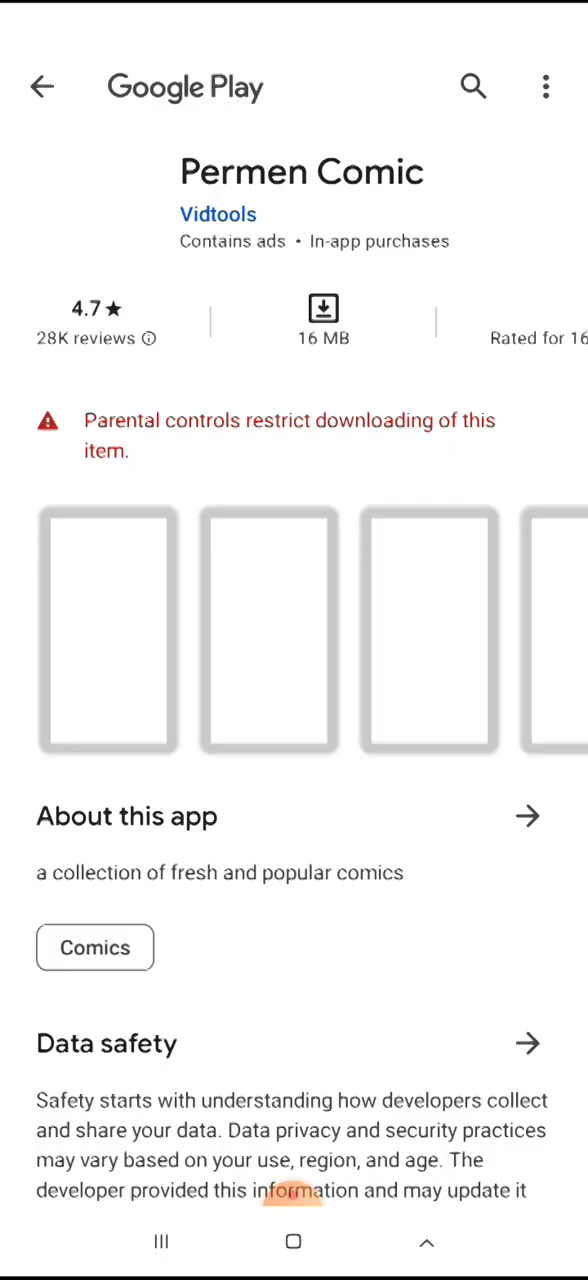 Google Play
Permen Comic
Vidtools
Contains ads • In-app purchases
4.7★
28K reviews
16 MB
Rated for 16
Parental controls restrict downloading of this
item.
About this app
a collection of fresh and popular comics
Comics
Data safety
Safety starts with understanding how developers collect
and share your data. Data privacy and security practices
may vary based on your use, region, and age. The
developer provided this information and may update it